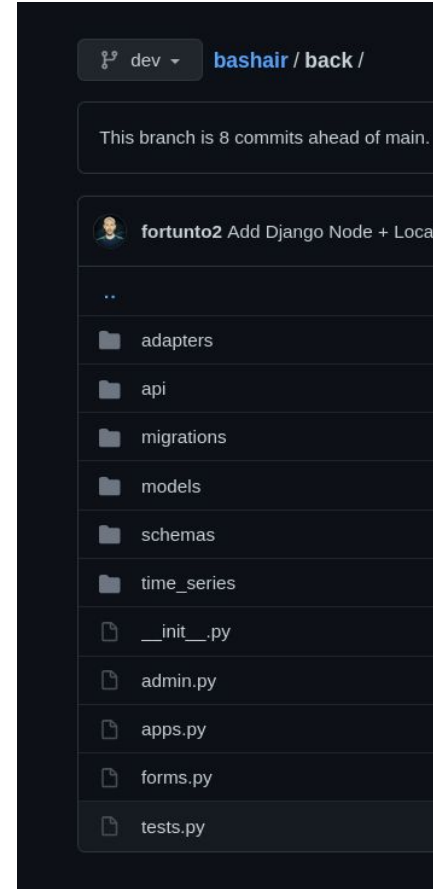 dev bashair / back /
This branch is 8 commits ahead of main.
fortunto2 Add Django Node + Loca
..
adapters
api
migrations
models
schemas
time_series
__init__.py
admin.py
apps.py
forms.py
tests.py